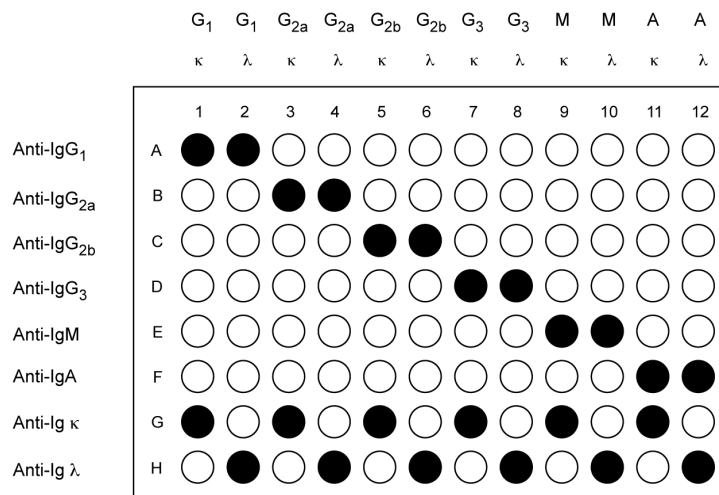 G₁ G₁ G₂ₐ G₂ₐ G₂b G₂b G₃ G₃ M M A A
κ λ κ λ κ λ κ λ κ λ κ λ
1 2 3 4 5 6 7 8 9 10 11 12
Anti-IgG₁ A
Anti-IgG₂ₐ B
Anti-IgG₂b C
Anti-IgG₃ D
Anti-IgM E
Anti-IgA F
Anti-Ig κ G
Anti-Ig λ H